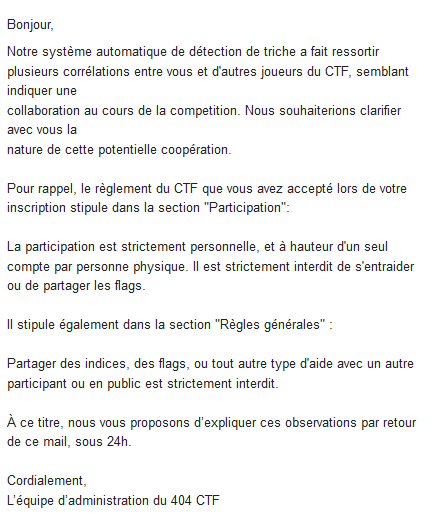 Bonjour,
Notre système automatique de détection de triche a fait ressortir
plusieurs corrélations entre vous et d'autres joueurs du CTF, semblant
indiquer une
collaboration au cours de la competition. Nous souhaiterions clarifier
avec vous la
nature de cette potentielle coopération.
Pour rappel, le règlement du CTF que vous avez accepté lors de votre
inscription stipule dans la section "Participation":
La participation est strictement personnelle, et à hauteur d'un seul
compte par personne physique. Il est strictement interdit de s'entraider
ou de partager les flags.
Il stipule également dans la section "Règles générales" :
Partager des indices, des flags, ou tout autre type d'aide avec un autre
participant ou en public est strictement interdit.
À ce titre, nous vous proposons d'expliquer ces observations par retour
de ce mail, sous 24h.
Cordialement,
L'équipe d'administration du 404 CTF